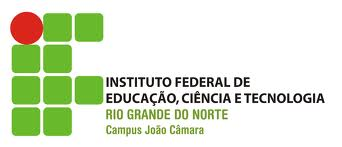 INSTITUTO FEDERAL DE
EDUCAÇÃO, CIÊNCIA E TECNOLOGIA
RIO GRANDE DO NORTE
Campus João Câmara